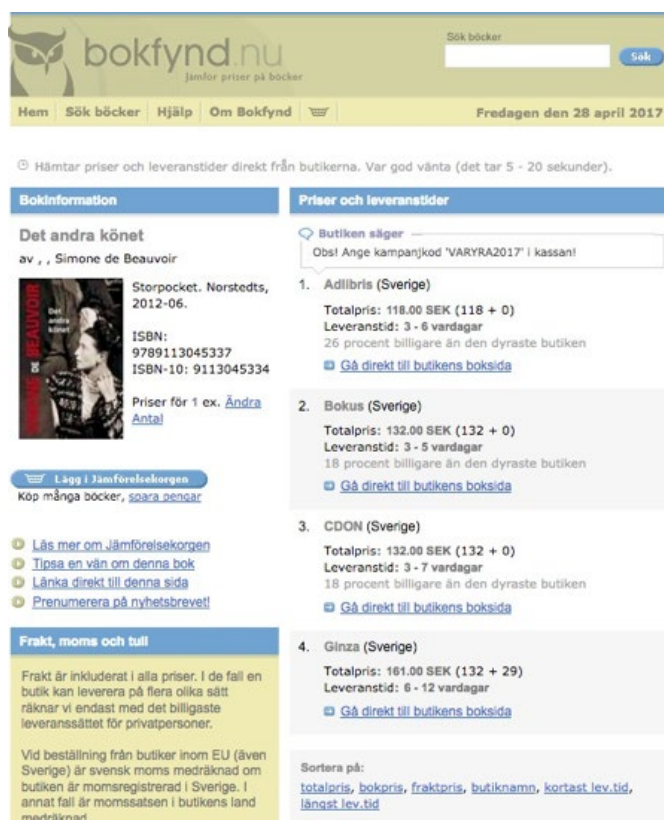 bokfynd.nu
Jämför priser på böcker
Sök böcker
Sök
Hem Sök böcker Hjälp Om Bokfynd
Fredagen den 28 april 2017
Hämtar priser och leveranstider direkt från butikerna. Var god vänta (det tar 5 - 20 sekunder).
Bokinformation
Det andra könet
av , , Simone de Beauvoir
SIMONE DE BEAUVOIR
Det
andra
könet
Storpocket. Norstedts,
2012-06.
ISBN:
9789113045337
ISBN-10: 9113045334
Priser för 1 ex. Ändra
Antal
Lägg i Jämförelsekorgen
Köp många böcker, spara pengar
Läs mer om Jämförelsekorgen
Tipsa en vän om denna bok
Länka direkt till denna sida
Prenumerera på nyhetsbrevet!
Frakt, moms och tull
Frakt är inkluderat i alla priser. I de fall en
butik kan leverera på flera olika sätt
räknar vi endast med det billigaste
leveranssättet för privatpersoner.
Vid beställning från butiker inom EU (även
Sverige) är svensk moms medräknad om
butiken är momsregistrerad i Sverige. I
annat fall är momssatsen i butikens land
medräknad
Priser och leveranstider
Butiken säger
Obs! Ange kampanjkod 'VARYRA2017' i kassan!
1. Adlibris (Sverige)
Totalpris: 118.00 SEK (118 + 0)
Leveranstid: 3 - 6 vardagar
26 procent billigare än den dyraste butiken
Gå direkt till butikens boksida
2. Bokus (Sverige)
Totalpris: 132.00 SEK (132 + 0)
Leveranstid: 3 - 5 vardagar
18 procent billigare än den dyraste butiken
Gå direkt till butikens boksida
3. CDON (Sverige)
Totalpris: 132.00 SEK (132 + 0)
Leveranstid: 3 - 7 vardagar
18 procent billigare än den dyraste butiken
Gå direkt till butikens boksida
4. Ginza (Sverige)
Totalpris: 161.00 SEK (132 + 29)
Leveranstid: 6 - 12 vardagar
Gå direkt till butikens boksida
Sortera på:
totalpris, bokpris, fraktpris, butiknamn, kortast lev.tid,
längst lev.tid